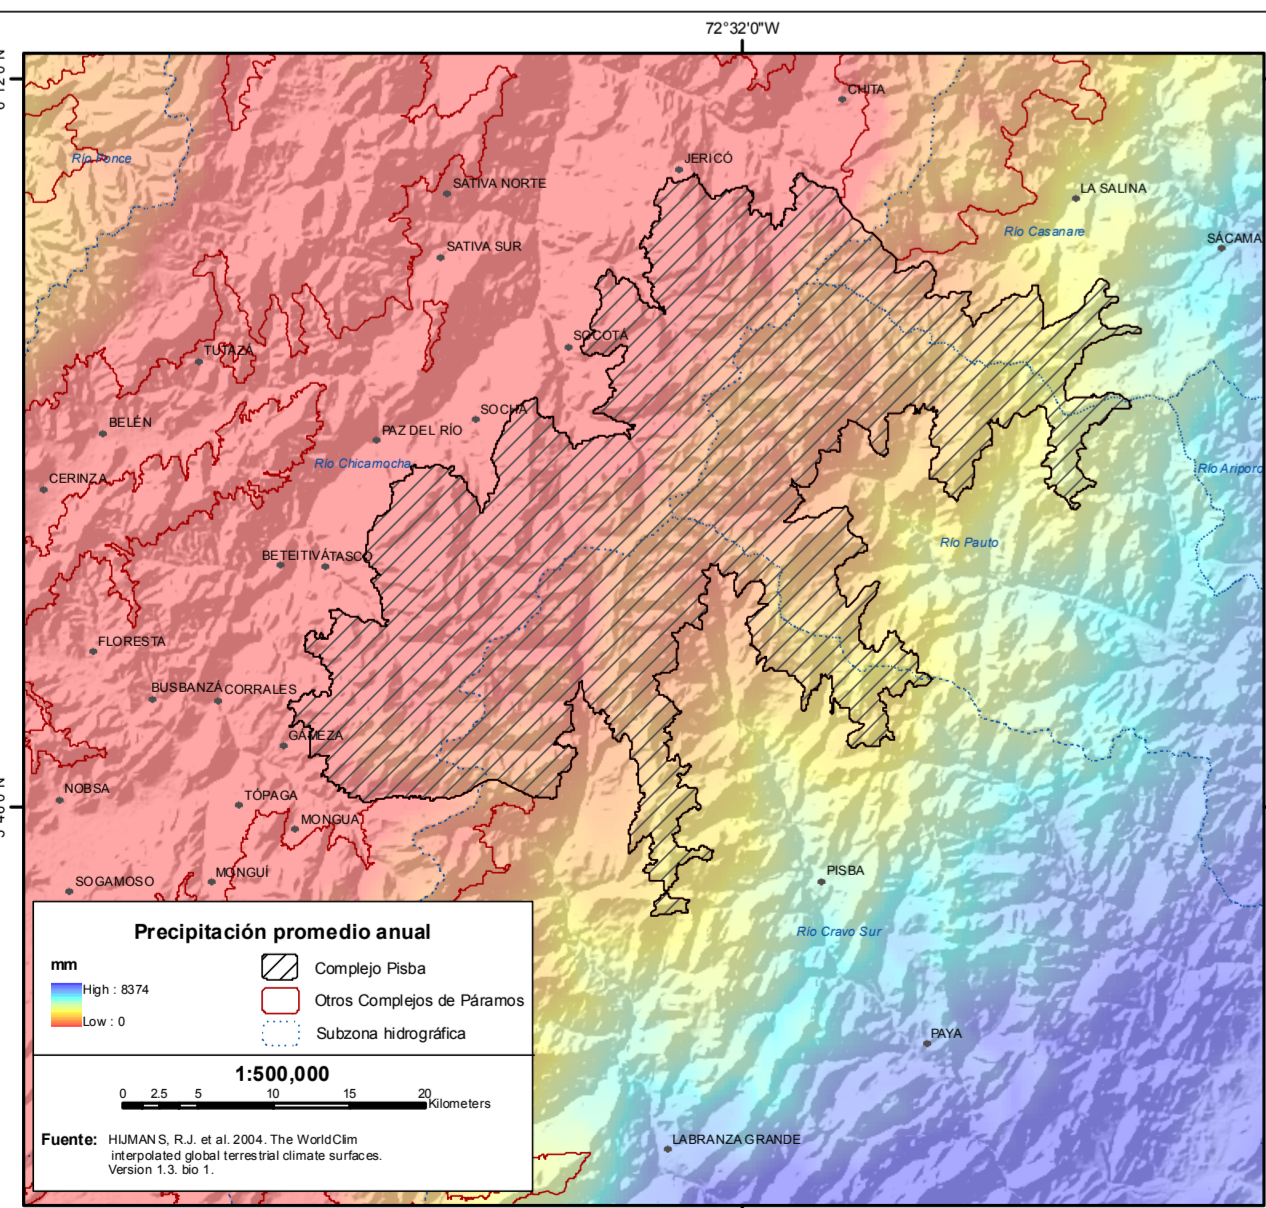 72°32'0"W
CHITA
JERICÓ
Río Fonce
SATIVA NORTE
LA SALINA
Río Casanare
SÁCAMA
SATIVA SUR
SOCOTÁ
TUTAZÁ
SOCHA
BELÉN
PAZ DEL RÍO
Río Chicamocha
Río Ariporo
CERINZA
Río Pauto
BETEITIVA
TASCO
FLORESTA
BUSBANZÁ
CORRALES
GAMEZA
NOBSA
TÓPAGA
MONGUA
SOGAMOSO
MONGUÍ
PISBA
Río Cravo Sur
PAYA
LABRANZA GRANDE
Precipitación promedio anual
mm
High : 8374
Low : 0
Complejo Pisba
Otros Complejos de Páramos
Subzona hidrográfica
1:500,000
0 2.5 5 10 15 20
Kilometers
Fuente: HIJMANS, R.J. et al. 2004. The WorldClim
interpolated global terrestrial climate surfaces.
Version 1.3. bio 1.